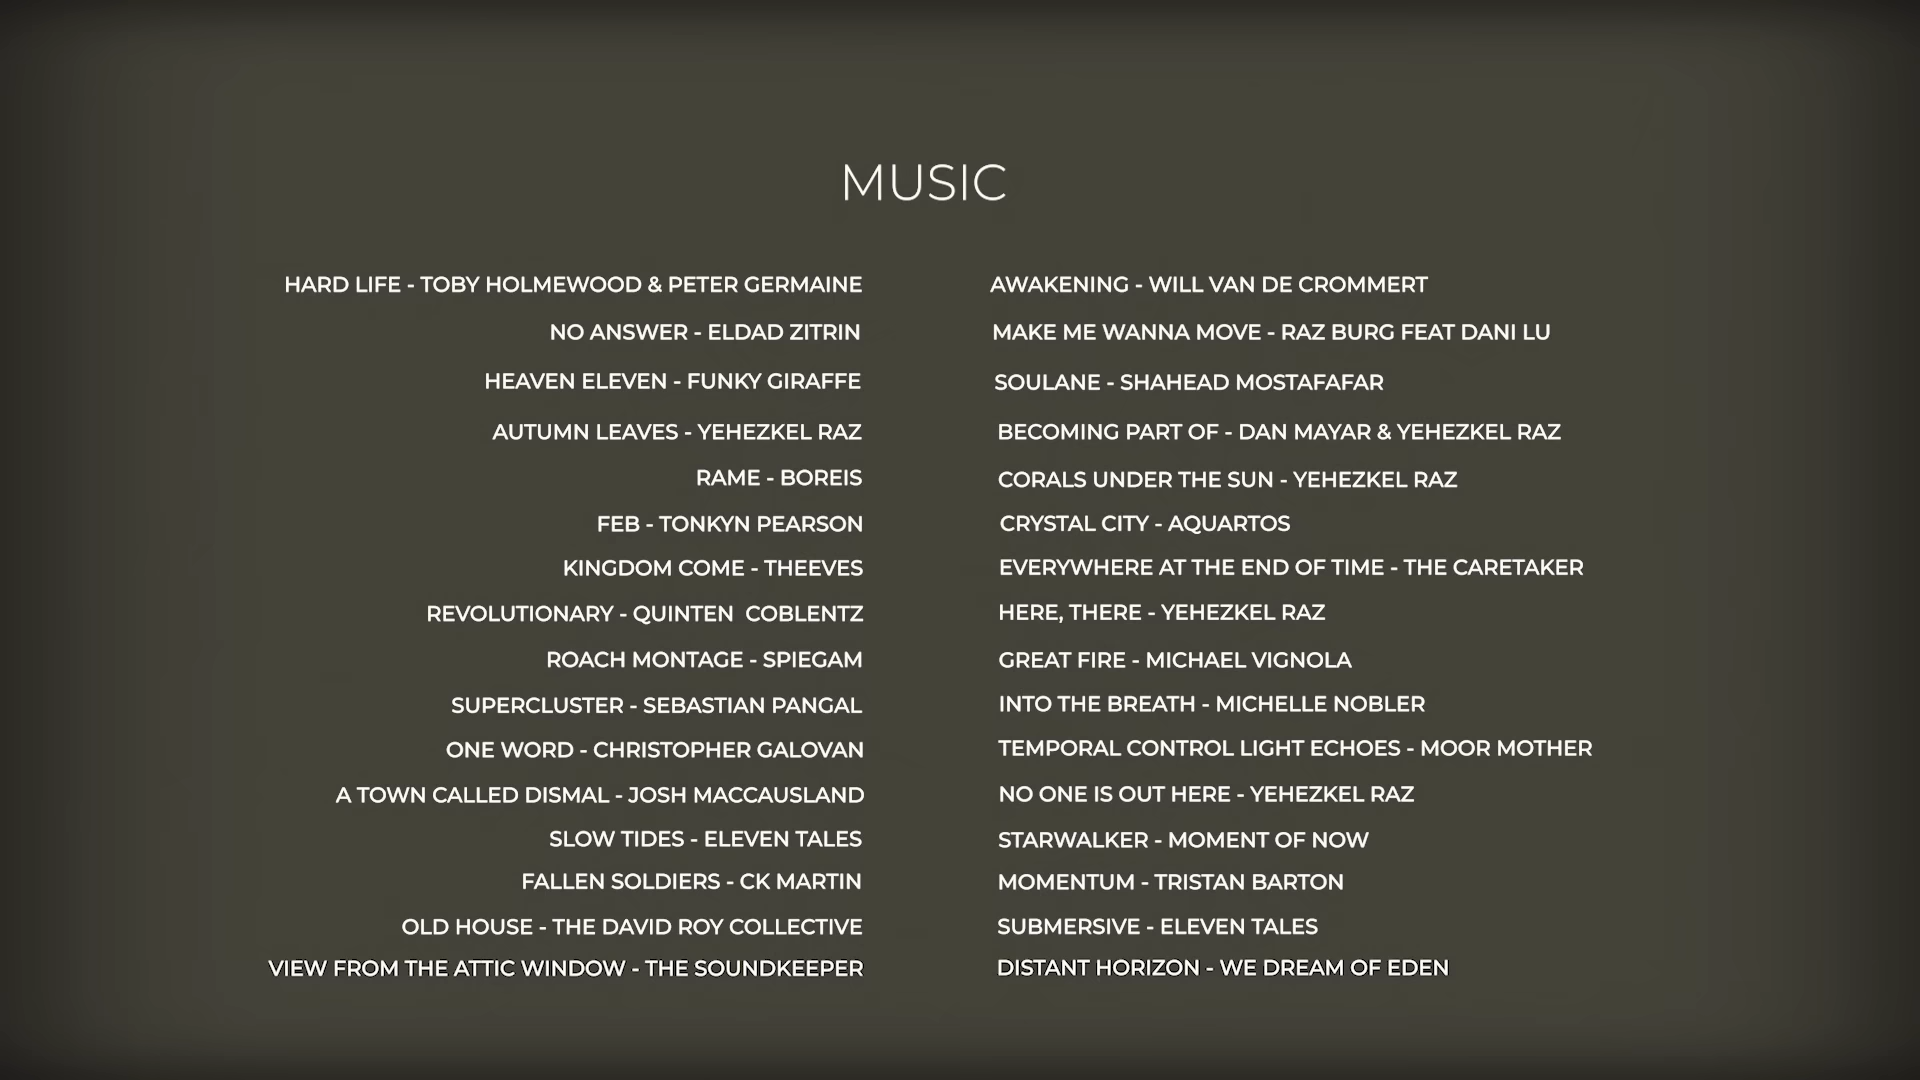 MUSIC
HARD LIFE - TOBY HOLMEWOOD & PETER GERMAINE
NO ANSWER - ELDAD ZITRIN
HEAVEN ELEVEN - FUNKY GIRAFFE
AUTUMN LEAVES - YEHEZKEL RAZ
RAME - BOREIS
FEB - TONKYN PEARSON
KINGDOM COME - THEEVES
REVOLUTIONARY - QUINTEN  COBLENTZ
ROACH MONTAGE - SPIEGAM
SUPERCLUSTER - SEBASTIAN PANGAL
ONE WORD - CHRISTOPHER GALOVAN
A TOWN CALLED DISMAL - JOSH MACCAUSLAND
SLOW TIDES - ELEVEN TALES
FALLEN SOLDIERS - CK MARTIN
OLD HOUSE - THE DAVID ROY COLLECTIVE
VIEW FROM THE ATTIC WINDOW - THE SOUNDKEEPER
AWAKENING - WILL VAN DE CROMMERT
MAKE ME WANNA MOVE - RAZ BURG FEAT DANI LU
SOULANE - SHAHEAD MOSTAFAFAR
BECOMING PART OF - DAN MAYAR & YEHEZKEL RAZ
CORALS UNDER THE SUN - YEHEZKEL RAZ
CRYSTAL CITY - AQUARTOS
EVERYWHERE AT THE END OF TIME - THE CARETAKER
HERE, THERE - YEHEZKEL RAZ
GREAT FIRE - MICHAEL VIGNOLA
INTO THE BREATH - MICHELLE NOBLER
TEMPORAL CONTROL LIGHT ECHOES - MOOR MOTHER
NO ONE IS OUT HERE - YEHEZKEL RAZ
STARWALKER - MOMENT OF NOW
MOMENTUM - TRISTAN BARTON
SUBMERSIVE - ELEVEN TALES
DISTANT HORIZON - WE DREAM OF EDEN